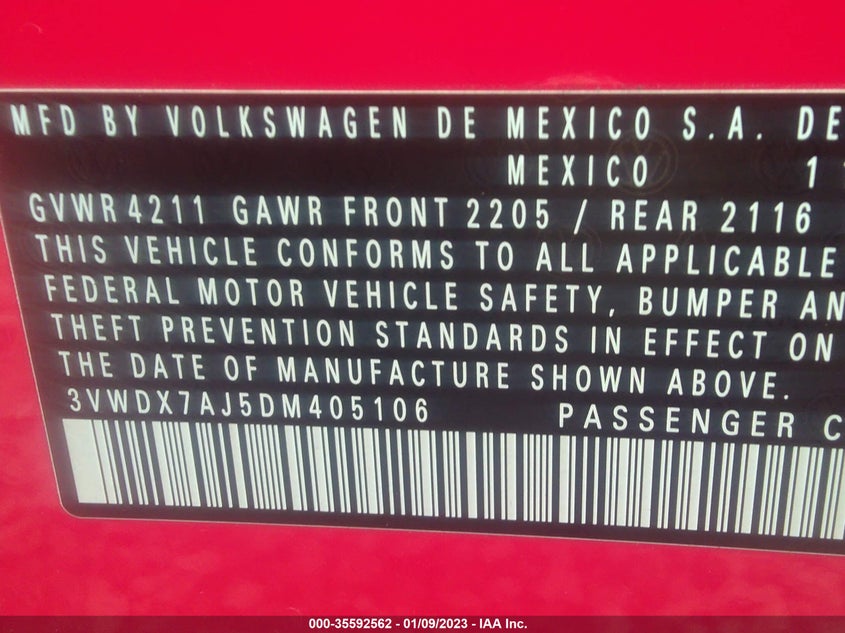 MFD BY VOLKSWAGEN DE MEXICO S.A. DE
MEXICO 1
GVWR 4211 GAWR FRONT 2205 / REAR 2116
THIS VEHICLE CONFORMS TO ALL APPLICABLE
FEDERAL MOTOR VEHICLE SAFETY, BUMPER AN
THEFT PREVENTION STANDARDS IN EFFECT ON
THE DATE OF MANUFACTURE SHOWN ABOVE.
3VWDX7AJ5DM405106 PASSENGER C
000-35592562 - 01/09/2023 - IAA Inc.